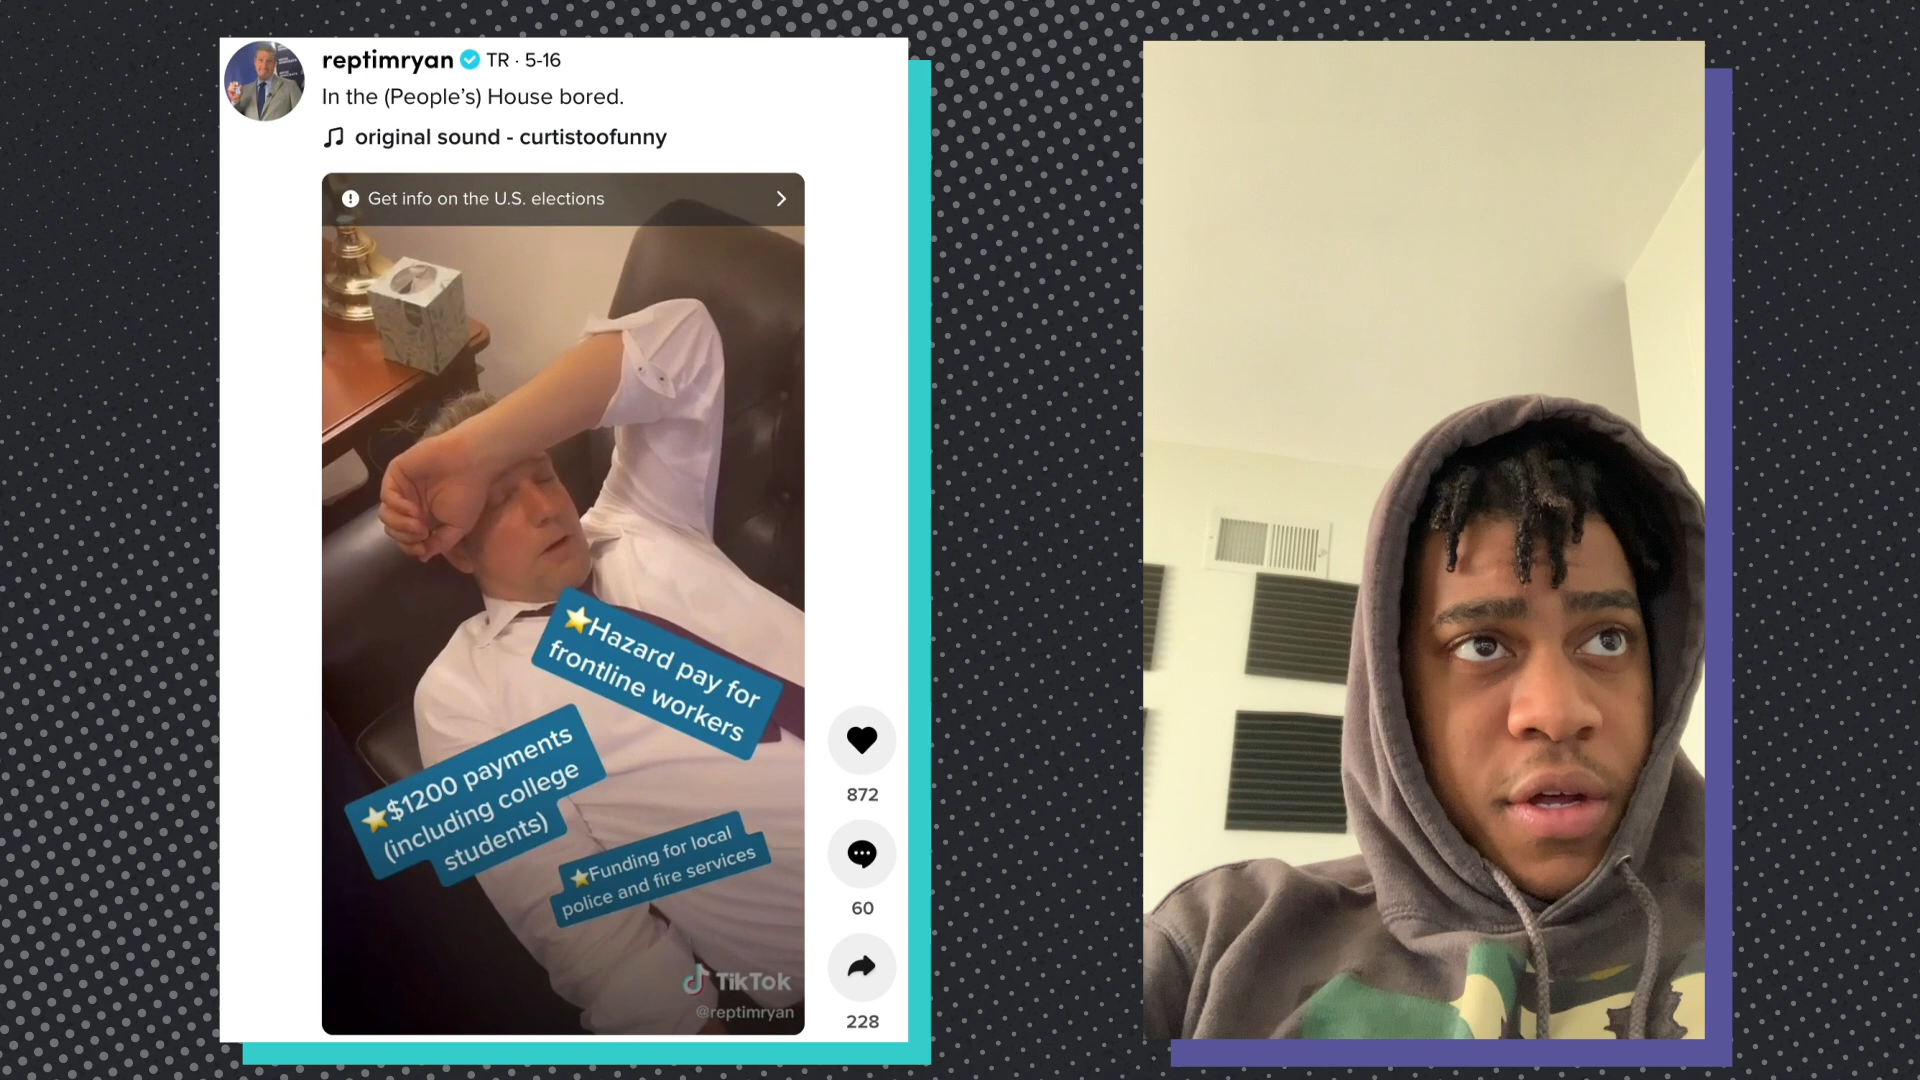 reptimryan TR · 5-16
In the (People's) House bored.
original sound - curtistoofunny
Get info on the U.S. elections
⭐Hazard pay for
frontline workers
⭐$1200 payments
(including college
students)
⭐Funding for local
police and fire services
TikTok
@reptimryan
872
60
228